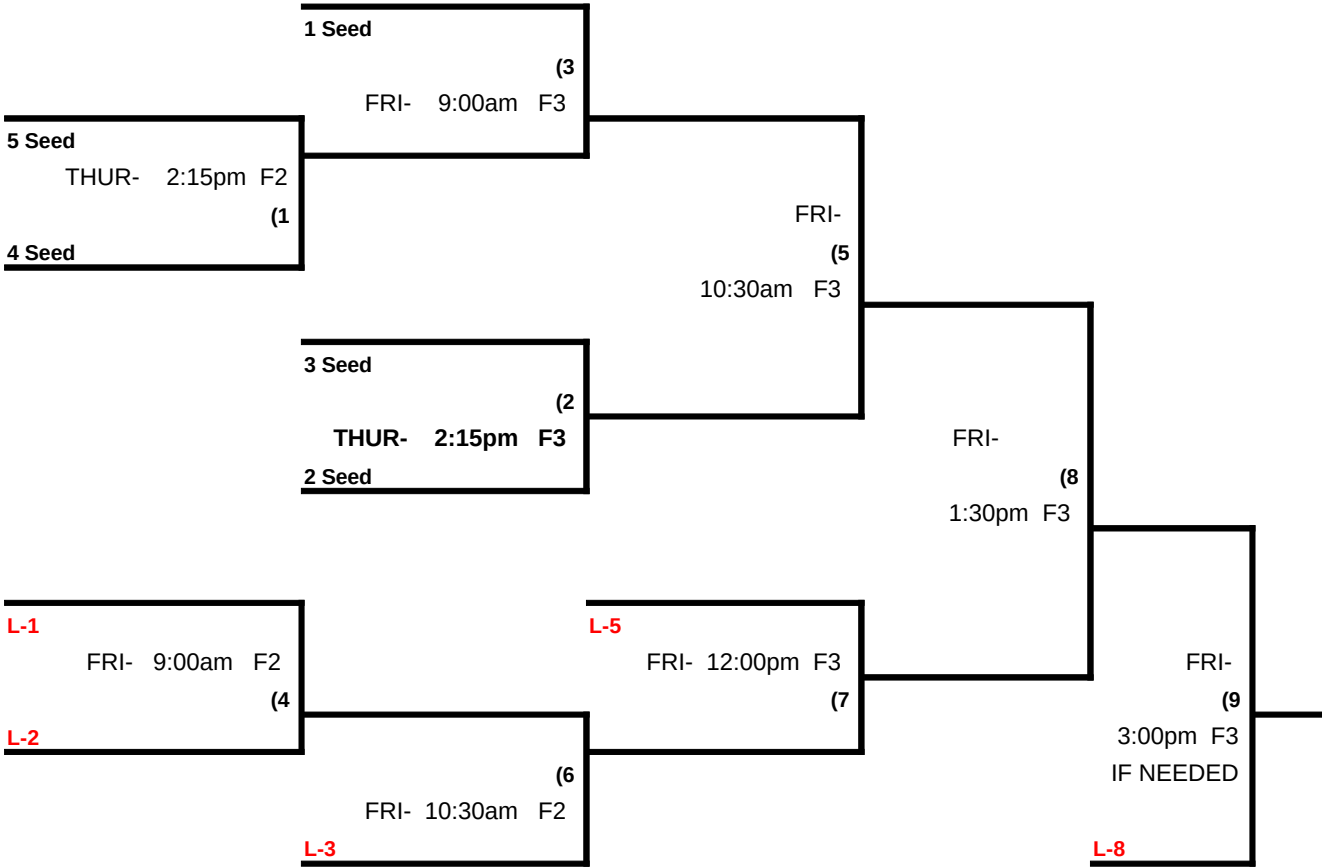 1 Seed
(3
FRI- 9:00am F3
5 Seed
THUR- 2:15pm F2
(1
4 Seed
FRI-
(5
10:30am F3
3 Seed
(2
THUR- 2:15pm F3
2 Seed
FRI-
(8
1:30pm F3
L-1
FRI- 9:00am F2
(4
L-2
L-5
FRI- 12:00pm F3
(7
(6
FRI- 10:30am F2
L-3
FRI-
(9
3:00pm F3
IF NEEDED
L-8